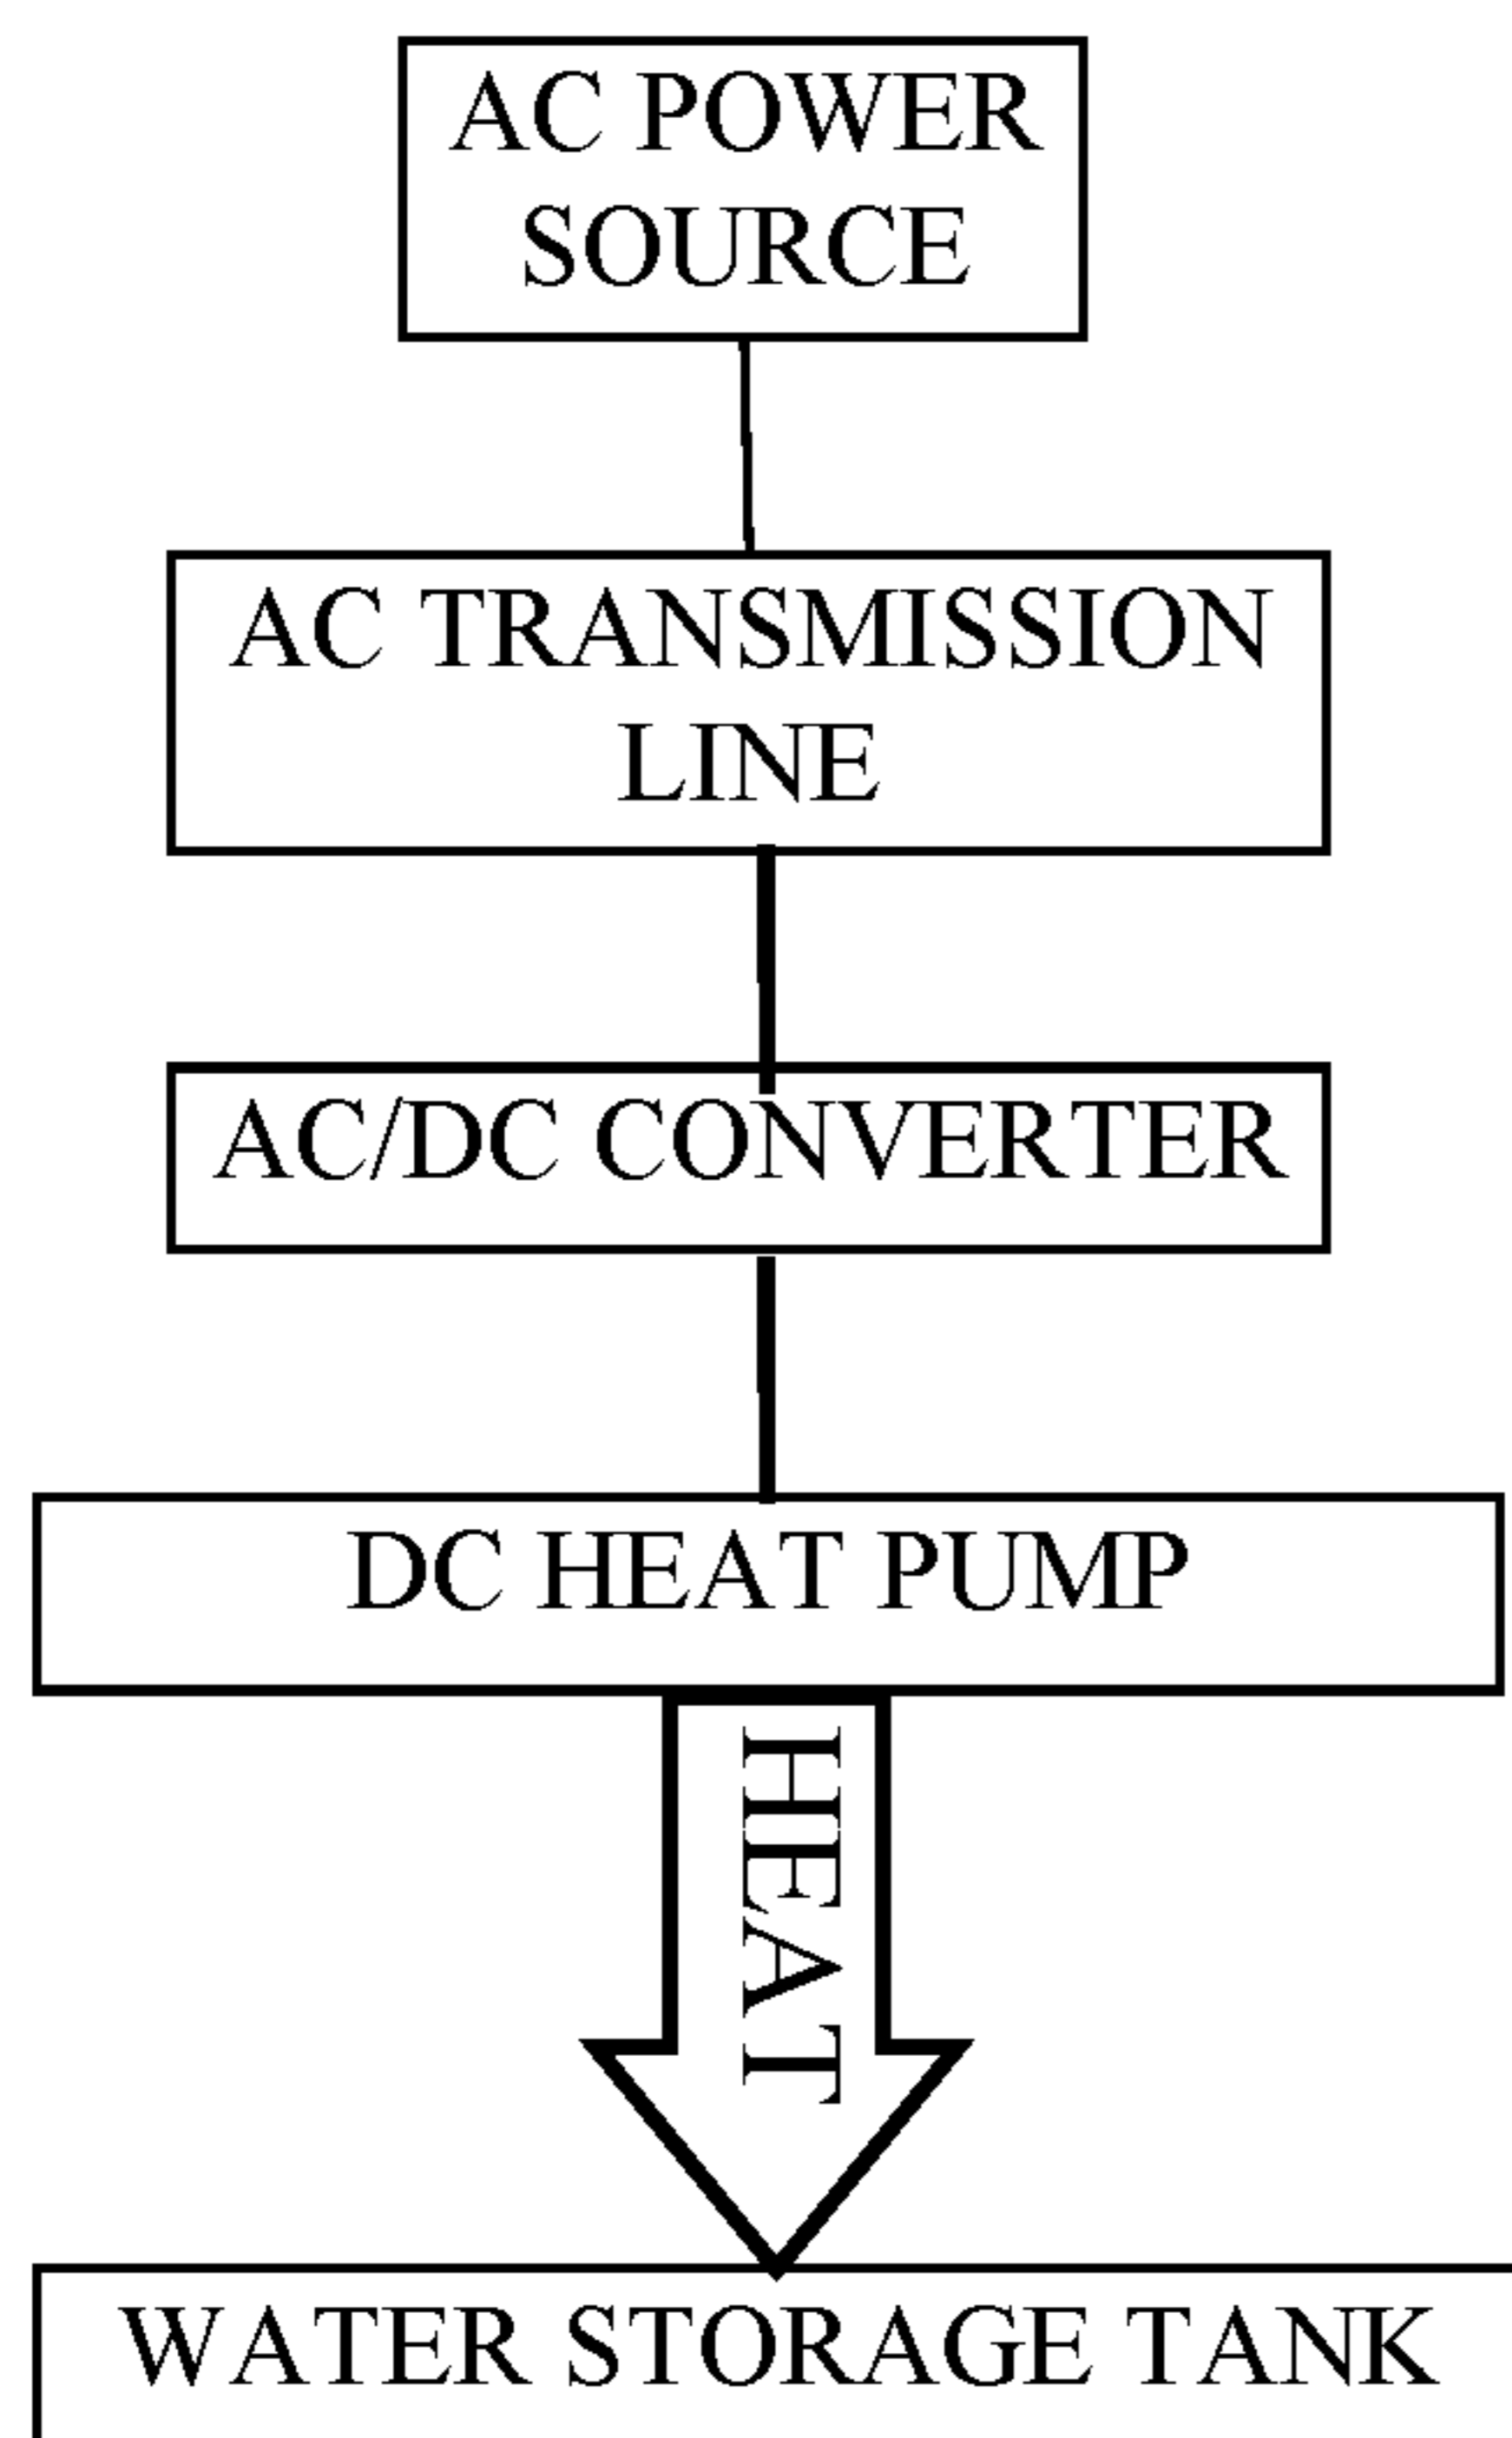 AC POWER
SOURCE
AC TRANSMISSION
LINE
AC/DC CONVERTER
DC HEAT PUMP
HEAT
WATER STORAGE TANK